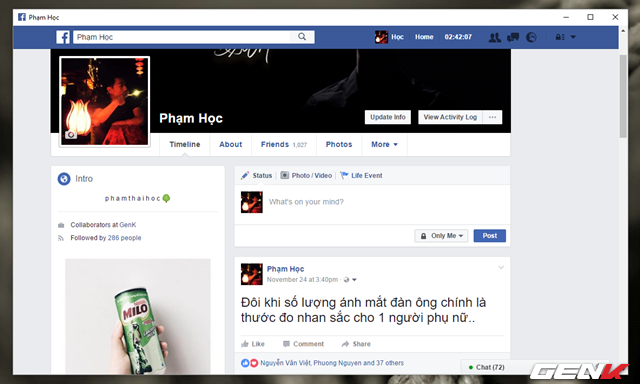 Phạm Học
f Phạm Học
Học Home 02:42:07
Phạm Học
Update Info View Activity Log ...
Timeline About Friends 1,027 Photos More
Intro
phamthaihoc
Collaborators at GenK
Followed by 286 people
MILO
Status Photo / Video Life Event
What's on your mind?
Only Me Post
Phạm Học
November 24 at 3:40pm ·
Đôi khi số lượng ánh mắt đàn ông chính là
thước đo nhan sắc cho 1 người phụ nữ..
Like Comment Share
Nguyễn Văn Việt, Phuong Nguyen and 37 others
Chat (72)
GENK